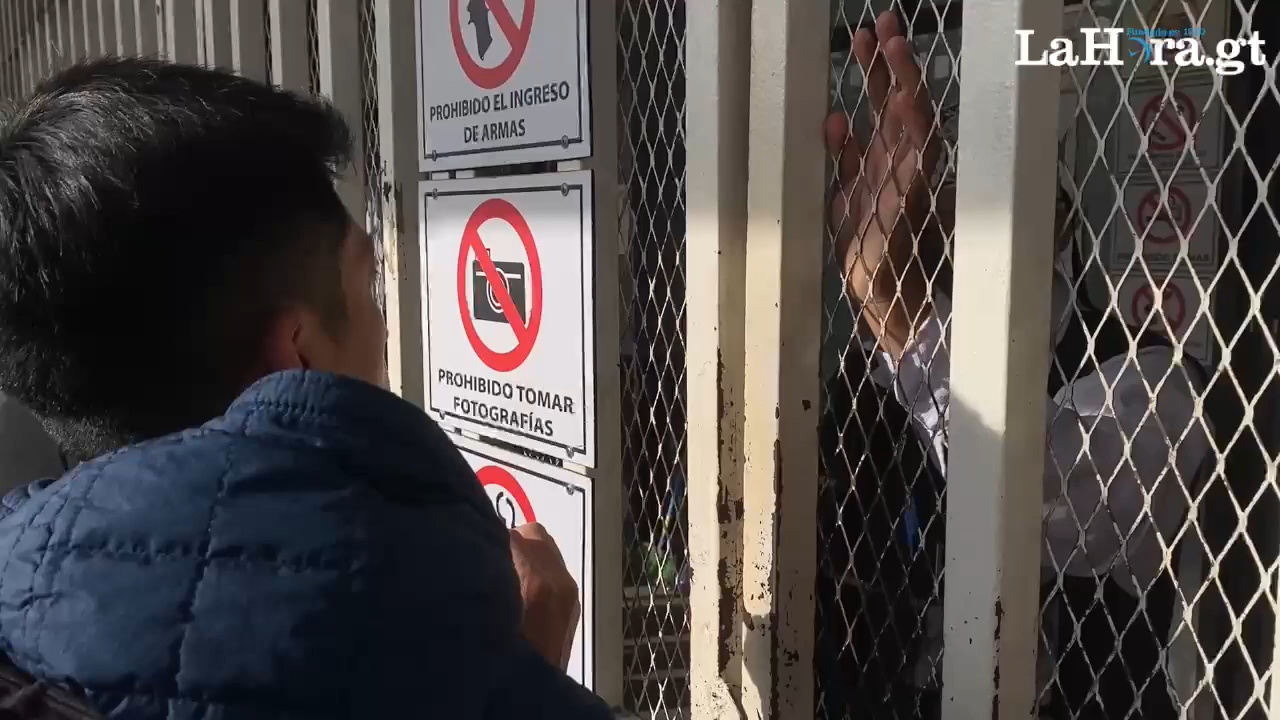 PROHIBIDO EL INGRESO
DE ARMAS
PROHIBIDO TOMAR
FOTOGRAFÍAS
LaHora.gt